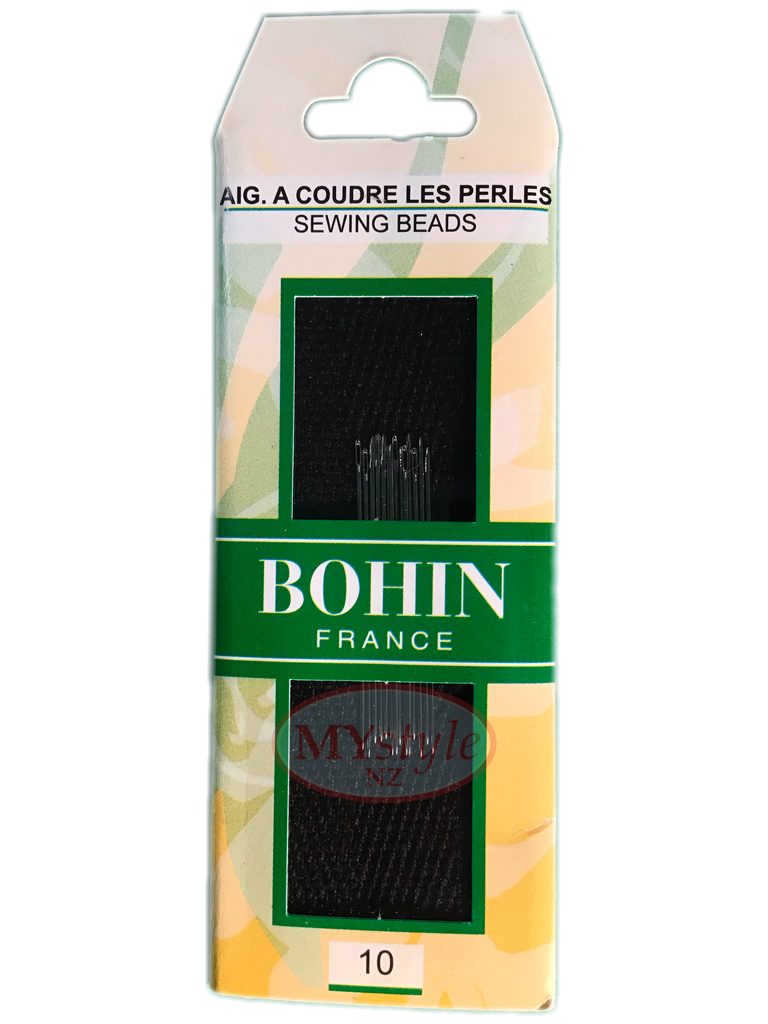 AIG. A COUDRE LES PERLES
SEWING BEADS
BOHIN
FRANCE
MYstyle
NZ
10